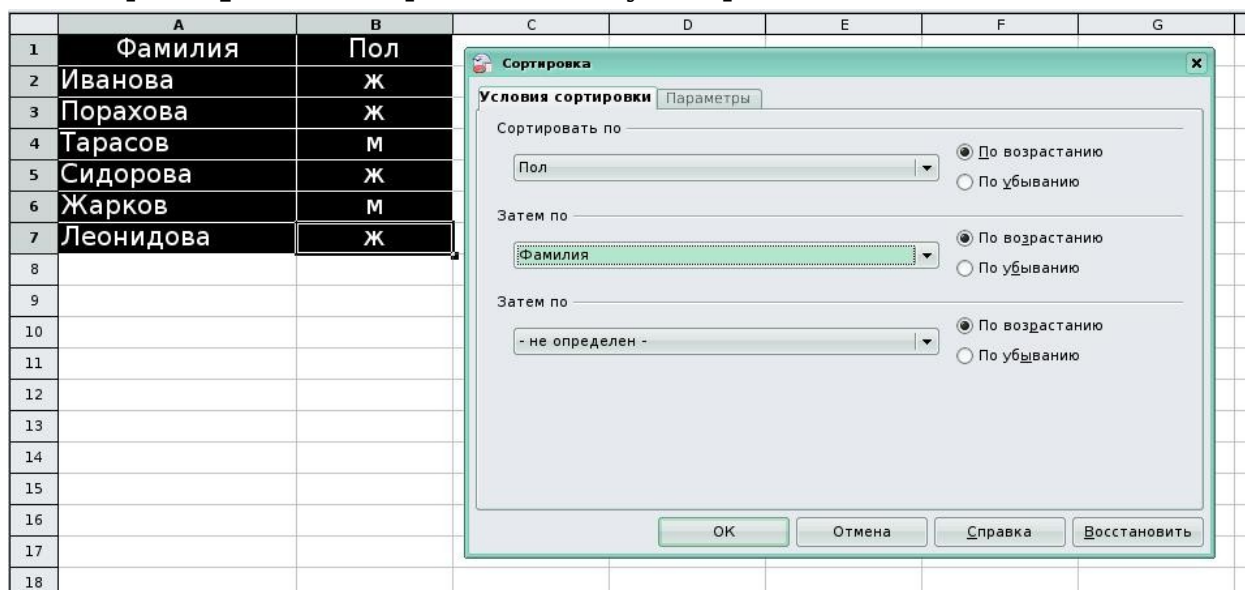 A B C D E F G
1 Фамилия Пол
2 Иванова ж
3 Порахова ж
4 Тарасов м
5 Сидорова ж
6 Жарков м
7 Леонидова ж
8
9
10
11
12
13
14
15
16
17
18
Сортировка
Условия сортировки Параметры
Сортировать по
Пол
По возрастанию
По убыванию
Затем по
Фамилия
По возрастанию
По убыванию
Затем по
- не определен -
По возрастанию
По убыванию
ОК Отмена Справка Восстановить